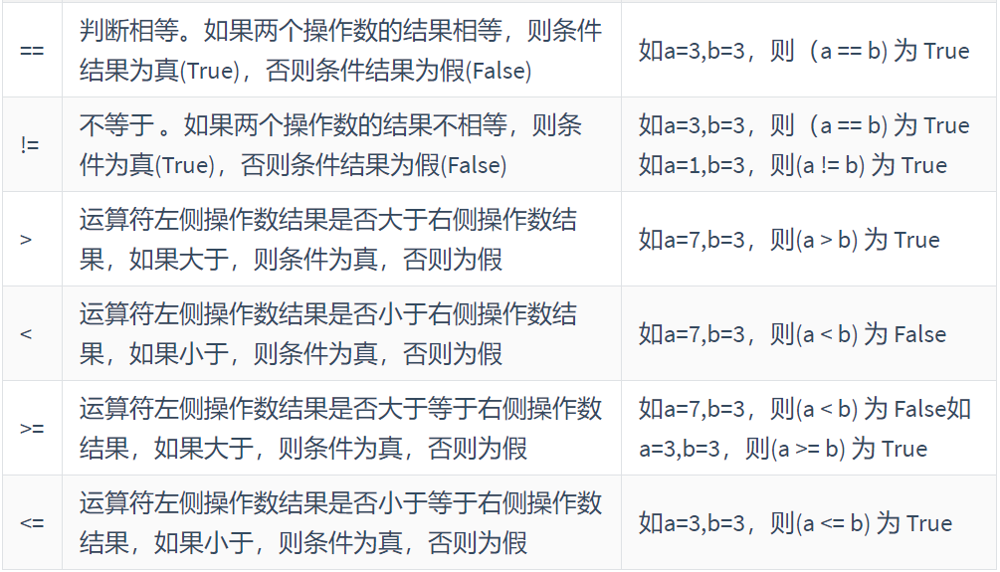 ==
判断相等。如果两个操作数的结果相等，则条件
结果为真(True)，否则条件结果为假(False)
如a=3,b=3，则（a == b) 为 True
!=
不等于 。如果两个操作数的结果不相等，则条
件为真(True)，否则条件结果为假(False)
如a=3,b=3，则（a == b) 为 True
如a=1,b=3，则(a != b) 为 True
>
运算符左侧操作数结果是否大于右侧操作数结
果，如果大于，则条件为真，否则为假
如a=7,b=3，则(a > b) 为 True
<
运算符左侧操作数结果是否小于右侧操作数结
果，如果小于，则条件为真，否则为假
如a=7,b=3，则(a < b) 为 False
>=
运算符左侧操作数结果是否大于等于右侧操作数
结果，如果大于，则条件为真，否则为假
如a=7,b=3，则(a < b) 为 False如
a=3,b=3，则(a >= b) 为 True
<=
运算符左侧操作数结果是否小于等于右侧操作数
结果，如果小于，则条件为真，否则为假
如a=3,b=3，则(a <= b) 为 True